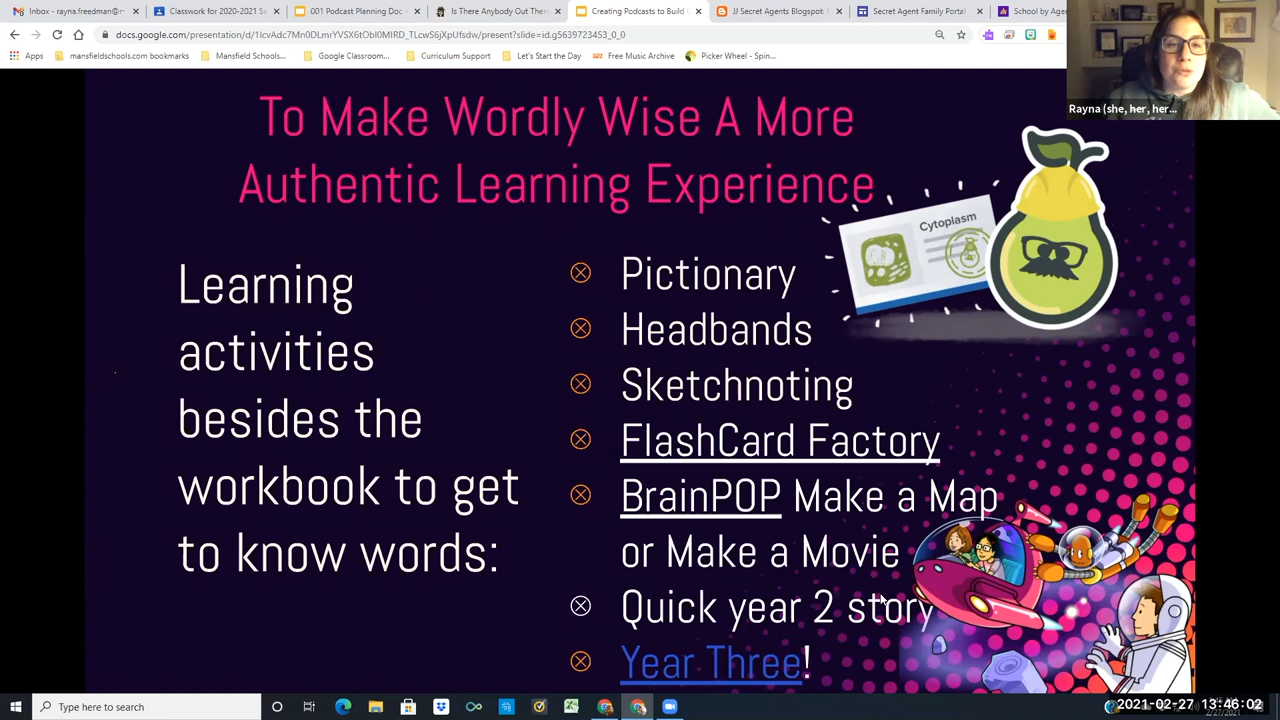 Inbox - rayna.freedman@m
Classwork for 2020-2021 Se
001 Podcast Planning Doc
Is There Anybody Out Ther
Creating Podcasts to Build
JJ Secret Agents Blogspot:
Secret Agent Family Portal -
School by Age
Apps
mansfieldschools.com bookmarks
Mansfield Schools...
Google Classroom...
Curriculum Support
Let's Start the Day
Free Music Archive
Picker Wheel - Spin...
Rayna (she, her, her...
To Make Wordly Wise A More
Authentic Learning Experience
Cytoplasm
Learning
activities
besides the
workbook to get
to know words:
Pictionary
Headbands
Sketchnoting
FlashCard Factory
BrainPOP Make a Map
or Make a Movie
Quick year 2 story
Year Three!
Type here to search
2021-02-27 13:46:02